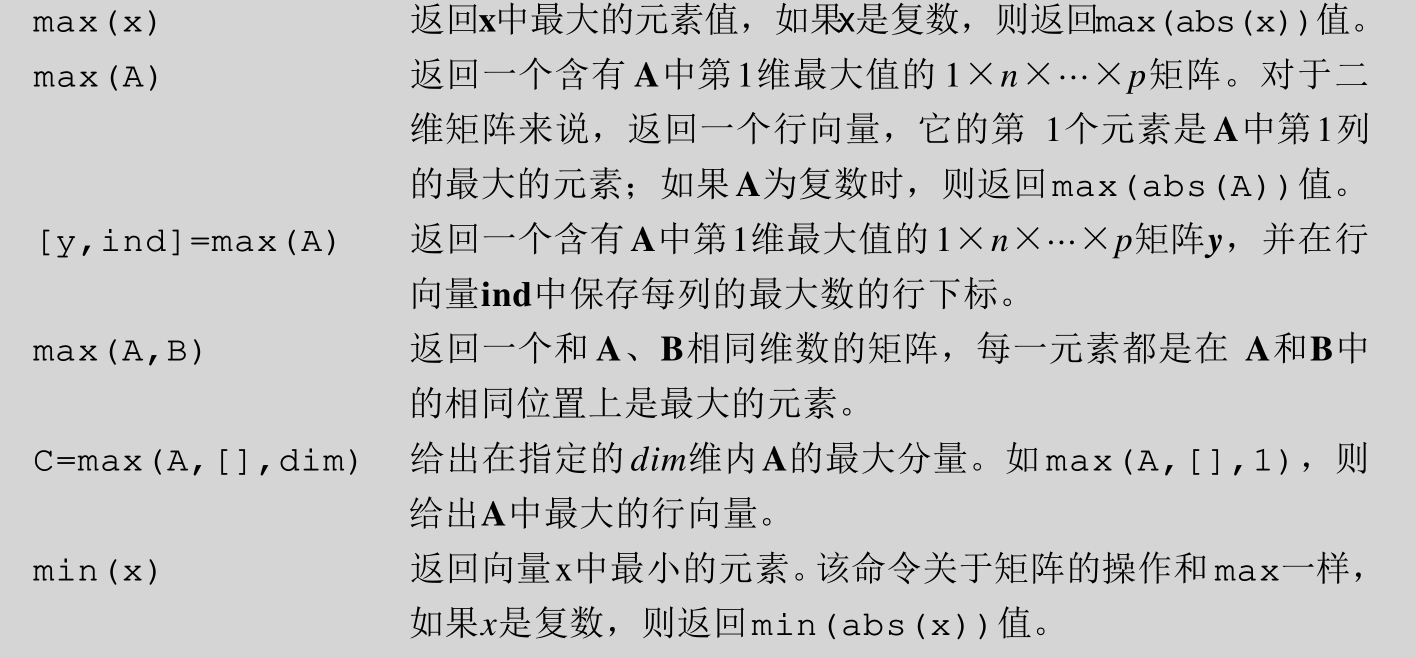 max(x) 返回x中最大的元素值，如果x是复数，则返回max(abs(x))值。
max(A) 返回一个含有A中第1维最大值的1×n×⋯×p矩阵。对于二
维矩阵来说，返回一个行向量，它的第 1个元素是A中第1列
的最大的元素；如果A为复数时，则返回max(abs(A))值。
[y,ind]=max(A) 返回一个含有A中第1维最大值的1×n×⋯×p矩阵y，并在行
向量ind中保存每列的最大数的行下标。
max(A,B) 返回一个和A、B相同维数的矩阵，每一元素都是在 A和B中
的相同位置上是最大的元素。
C=max(A,[],dim) 给出在指定的dim维内A的最大分量。如max(A,[],1)，则
给出A中最大的行向量。
min(x) 返回向量x中最小的元素。该命令关于矩阵的操作和max一样，
如果x是复数，则返回min(abs(x))值。